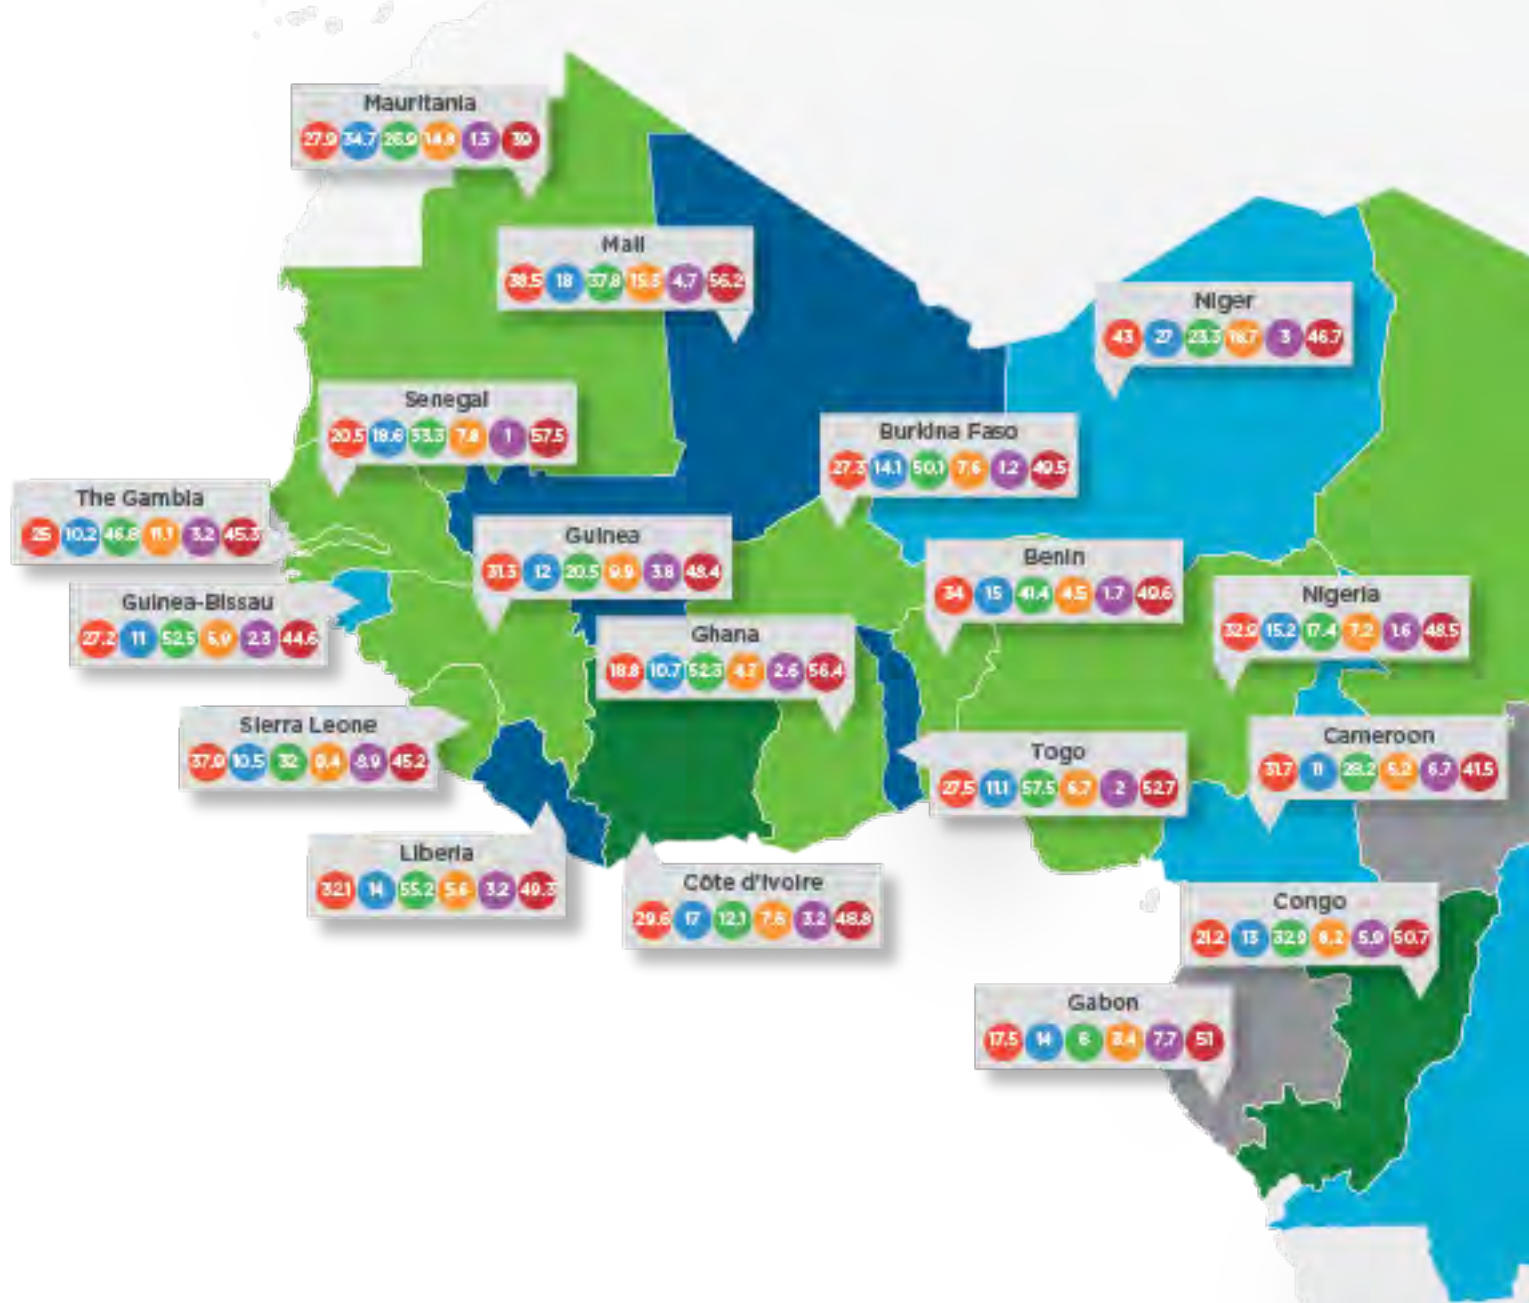 Mauritania
27.9 34.7 26.9 14.8 1.3 39
Mali
38.5 18 37.8 15.3 4.7 56.2
Niger
43 27 23.3 18.7 3 46.7
Senegal
20.5 18.6 33.3 7.8 1 57.5
Burkina Faso
27.3 14.1 50.1 7.6 1.2 49.5
The Gambia
25 10.2 46.8 11.1 3.2 45.3
Guinea
31.3 12 20.5 9.9 3.8 48.4
Benin
34 15 41.4 4.5 1.7 49.6
Guinea-Bissau
27.2 11 52.5 2.3 44.6
Nigeria
32.9 15.2 17.4 7.2 1.6 48.5
Ghana
18.8 10.7 52.3 4.7 2.6 56.4
Sierra Leone
37.9 10.5 32 9.4 8.9 45.2
Togo
27.5 11.1 57.5 6.7 2 52.7
Cameroon
31.7 11 28.2 5.2 6.7 41.5
Liberia
32.1 14 55.2 5.6 3.2 49.3
Côte d'Ivoire
29.6 17 12.1 7.6 3.2 48.8
Congo
21.2 13 32.9 8.2 5.9 50.7
Gabon
17.5 14 6 3.4 7.7 51